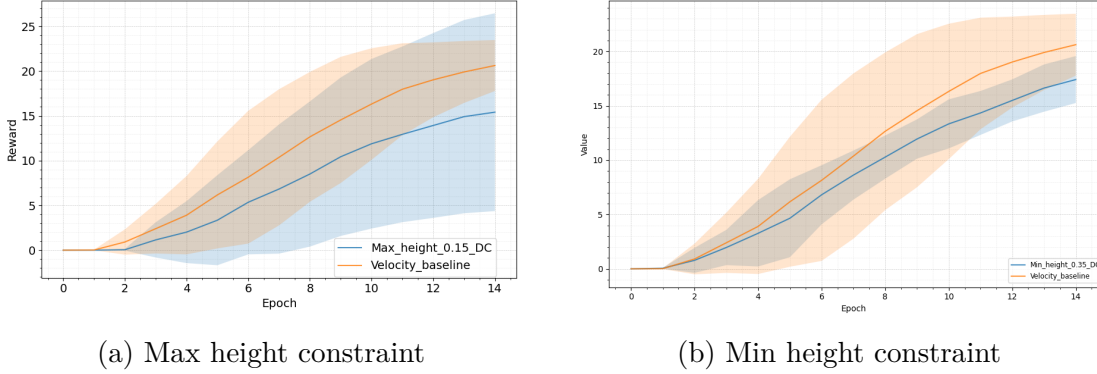 25
20
15
10
5
0
Reward
0 2 4 6 8 10 12 14
Epoch
Max_height_0.15_DC
Velocity_baseline
(a) Max height constraint
20
15
10
5
0
Value
0 2 4 6 8 10 12 14
Epoch
Min_height_0.35_DC
Velocity_baseline
(b) Min height constraint